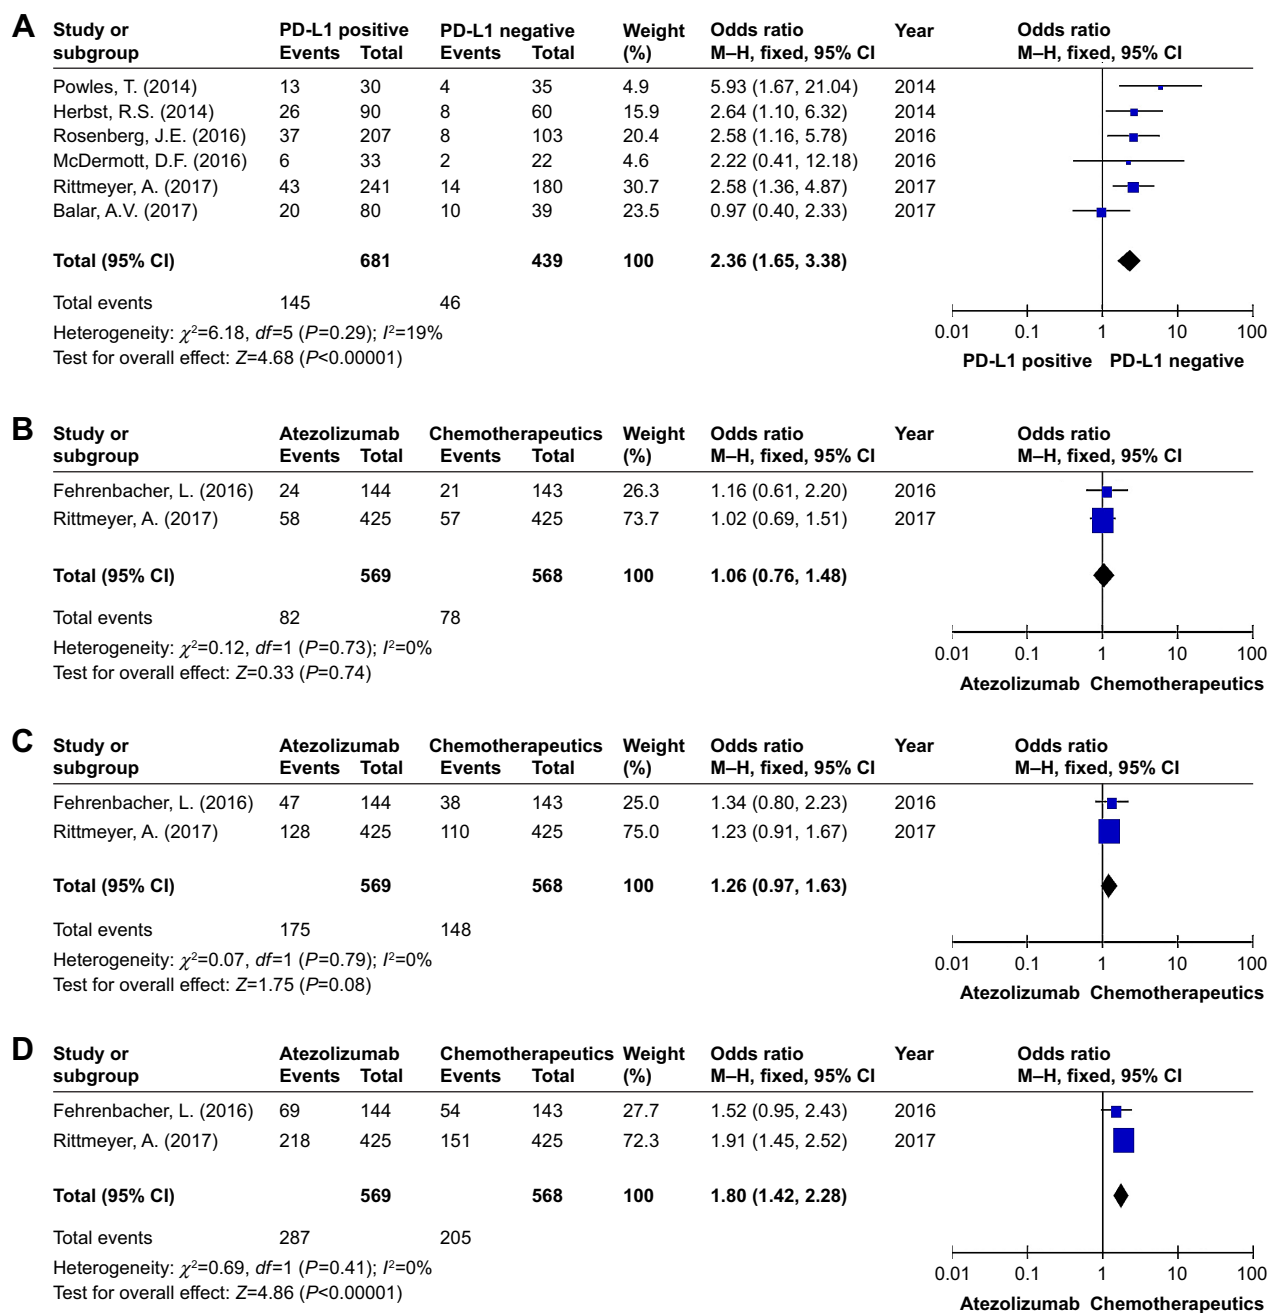 A
Study or subgroup PD-L1 positive Events Total PD-L1 negative Events Total Weight (%) Odds ratio M–H, fixed, 95% CI Year Odds ratio M–H, fixed, 95% CI
Powles, T. (2014) 13 30 4 35 4.9 5.93 (1.67, 21.04) 2014
Herbst, R.S. (2014) 26 90 8 60 15.9 2.64 (1.10, 6.32) 2014
Rosenberg, J.E. (2016) 37 207 8 103 20.4 2.58 (1.16, 5.78) 2016
McDermott, D.F. (2016) 6 33 2 22 4.6 2.22 (0.41, 12.18) 2016
Rittmeyer, A. (2017) 43 241 14 180 30.7 2.58 (1.36, 4.87) 2017
Balar, A.V. (2017) 20 80 10 39 23.5 0.97 (0.40, 2.33) 2017
Total (95% CI) 681 439 100 2.36 (1.65, 3.38)
Total events 145 46
Heterogeneity: χ²=6.18, df=5 (P=0.29); I²=19%
Test for overall effect: Z=4.68 (P<0.00001)
0.01 0.1 1 10 100
PD-L1 positive PD-L1 negative
B
Study or subgroup Atezolizumab Events Total Chemotherapeutics Events Total Weight (%) Odds ratio M–H, fixed, 95% CI Year Odds ratio M–H, fixed, 95% CI
Fehrenbacher, L. (2016) 24 144 21 143 26.3 1.16 (0.61, 2.20) 2016
Rittmeyer, A. (2017) 58 425 57 425 73.7 1.02 (0.69, 1.51) 2017
Total (95% CI) 569 568 100 1.06 (0.76, 1.48)
Total events 82 78
Heterogeneity: χ²=0.12, df=1 (P=0.73); I²=0%
Test for overall effect: Z=0.33 (P=0.74)
0.01 0.1 1 10 100
Atezolizumab Chemotherapeutics
C
Study or subgroup Atezolizumab Events Total Chemotherapeutics Events Total Weight (%) Odds ratio M–H, fixed, 95% CI Year Odds ratio M–H, fixed, 95% CI
Fehrenbacher, L. (2016) 47 144 38 143 25.0 1.34 (0.80, 2.23) 2016
Rittmeyer, A. (2017) 128 425 110 425 75.0 1.23 (0.91, 1.67) 2017
Total (95% CI) 569 568 100 1.26 (0.97, 1.63)
Total events 175 148
Heterogeneity: χ²=0.07, df=1 (P=0.79); I²=0%
Test for overall effect: Z=1.75 (P=0.08)
0.01 0.1 1 10 100
Atezolizumab Chemotherapeutics
D
Study or subgroup Atezolizumab Events Total Chemotherapeutics Events Total Weight (%) Odds ratio M–H, fixed, 95% CI Year Odds ratio M–H, fixed, 95% CI
Fehrenbacher, L. (2016) 69 144 54 143 27.7 1.52 (0.95, 2.43) 2016
Rittmeyer, A. (2017) 218 425 151 425 72.3 1.91 (1.45, 2.52) 2017
Total (95% CI) 569 568 100 1.80 (1.42, 2.28)
Total events 287 205
Heterogeneity: χ²=0.69, df=1 (P=0.41); I²=0%
Test for overall effect: Z=4.86 (P<0.00001)
0.01 0.1 1 10 100
Atezolizumab Chemotherapeutics